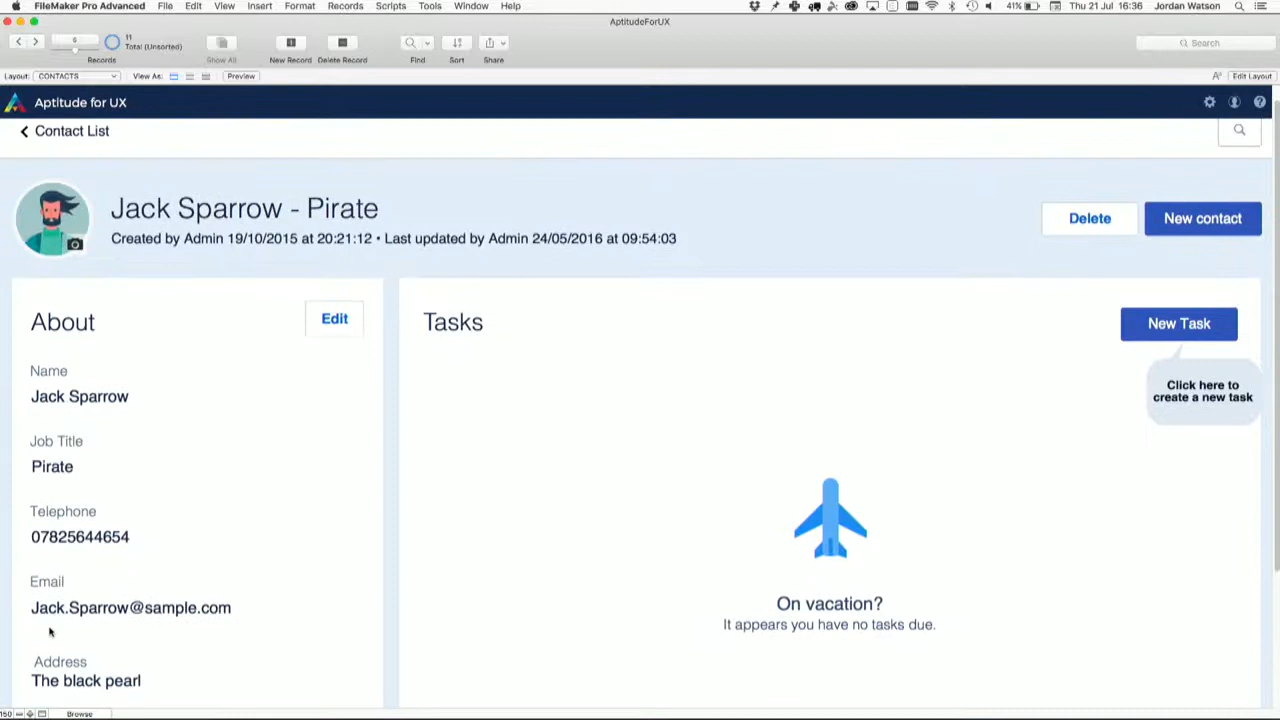 FileMaker Pro Advanced File Edit View Insert Format Records Scripts Tools Window Help 41% Thu 21 Jul 16:36 Jordan Watson
AptitudeForUX
6 11 Total (Unsorted) Search
Records Show All New Record Delete Record Find Sort Share
Layout: CONTACTS View As: Preview Edit Layout
Aptitude for UX
Contact List
Jack Sparrow - Pirate
Created by Admin 19/10/2015 at 20:21:12 • Last updated by Admin 24/05/2016 at 09:54:03
Delete New contact
About Edit
Name
Jack Sparrow
Job Title
Pirate
Telephone
07825644654
Email
Jack.Sparrow@sample.com
Address
The black pearl
Tasks New Task
Click here to
create a new task
On vacation?
It appears you have no tasks due.
150 Browse